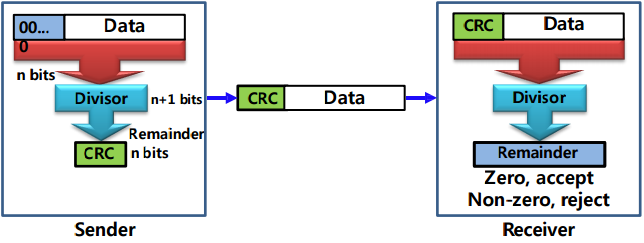 00...
0
Data
n bits
Divisor
n+1 bits
Remainder
n bits
CRC
Sender
CRC
Data
CRC
Data
Divisor
Remainder
Zero, accept
Non-zero, reject
Receiver